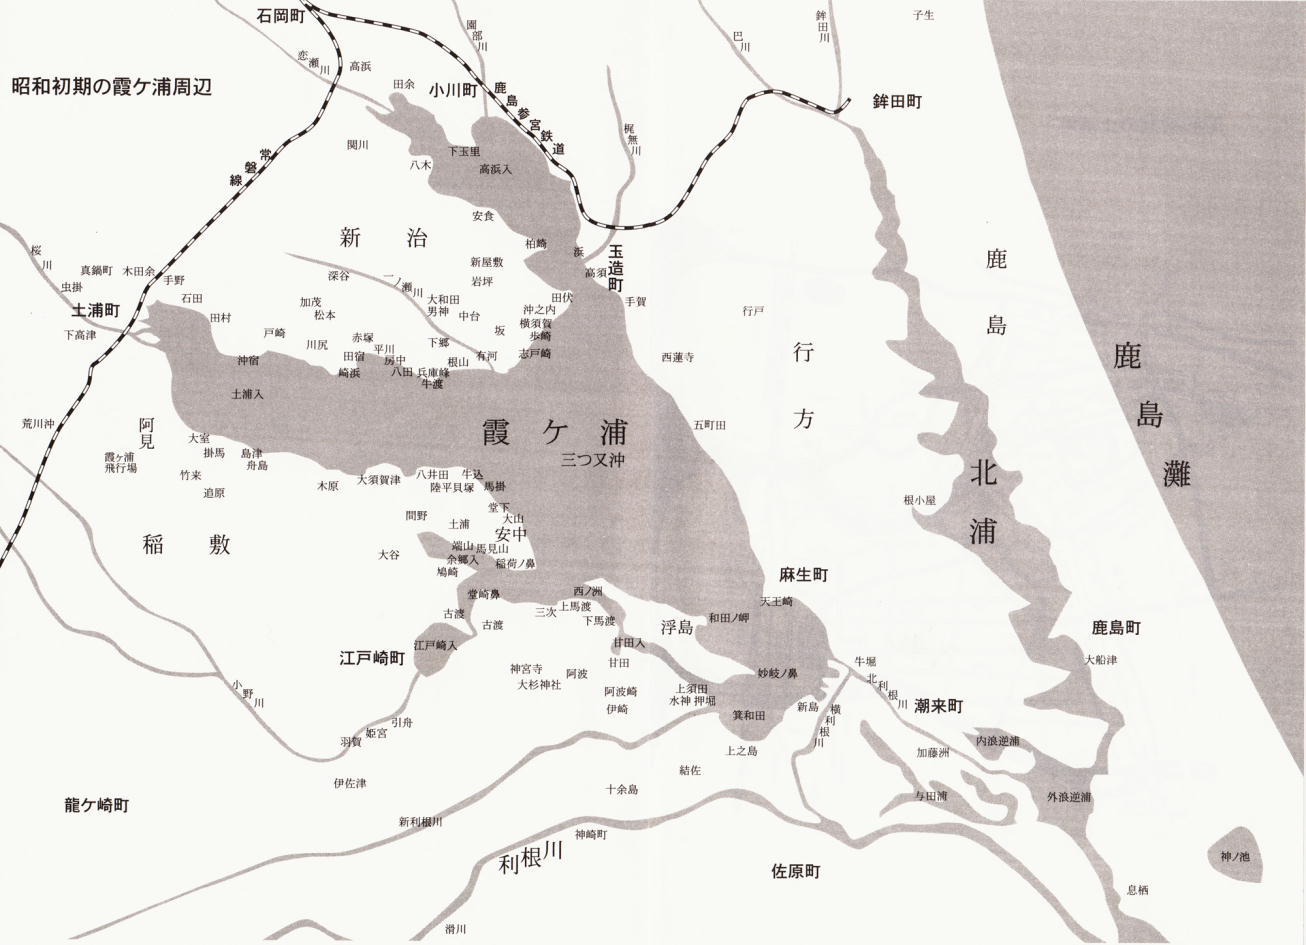 昭和初期の霞ケ浦周辺
石岡町
恋瀬川
高浜
園部川
田余
小川町
鹿島参宮鉄道
巴川
鉾田川
子生
鉾田町
梶無川
常磐線
関川
八木
下玉里
高浜入
安食
新治
柏崎
浜
玉造町
高須
手賀
桜川
虫掛
真鍋町
木田余
手野
土浦町
下高津
石田
田村
深谷
一ノ瀬川
新屋敷
岩坪
加茂
松本
大和田
男神
中台
田伏
沖之内
横須賀
歩崎
坂
志戸崎
戸崎
川尻
赤塚
平川
田宿
房中
下郷
根山
有河
沖宿
崎浜
八田
兵庫峰
牛渡
土浦入
行戸
西蓮寺
行方
鹿島
鹿島灘
荒川沖
阿見
霞ヶ浦
飛行場
大室
掛馬
島津
舟島
竹来
追原
霞ケ浦
三つ又沖
五町田
木原
大須賀津
八井田
牛込
陸平貝塚
馬掛
堂下
大山
安中
間野
土浦
端山
馬見山
大谷
余郷入
稲荷ノ鼻
鳩崎
北浦
根小屋
稲敷
麻生町
天王崎
堂崎鼻
西ノ洲
三次
上馬渡
下馬渡
古渡
古渡
浮島
和田ノ岬
甘田入
甘田
江戸崎入
江戸崎町
神宮寺
大杉神社
阿波
阿波崎
伊崎
上須田
水神
押堀
妙岐ノ鼻
箕和田
上之島
新島
横利根川
牛堀
北利根川
潮来町
鹿島町
大船津
内浪逆浦
加藤洲
与田浦
外浪逆浦
小野川
引舟
姫宮
羽賀
伊佐津
結佐
十余島
龍ケ崎町
新利根川
利根川
神崎町
佐原町
神ノ池
息栖
滑川